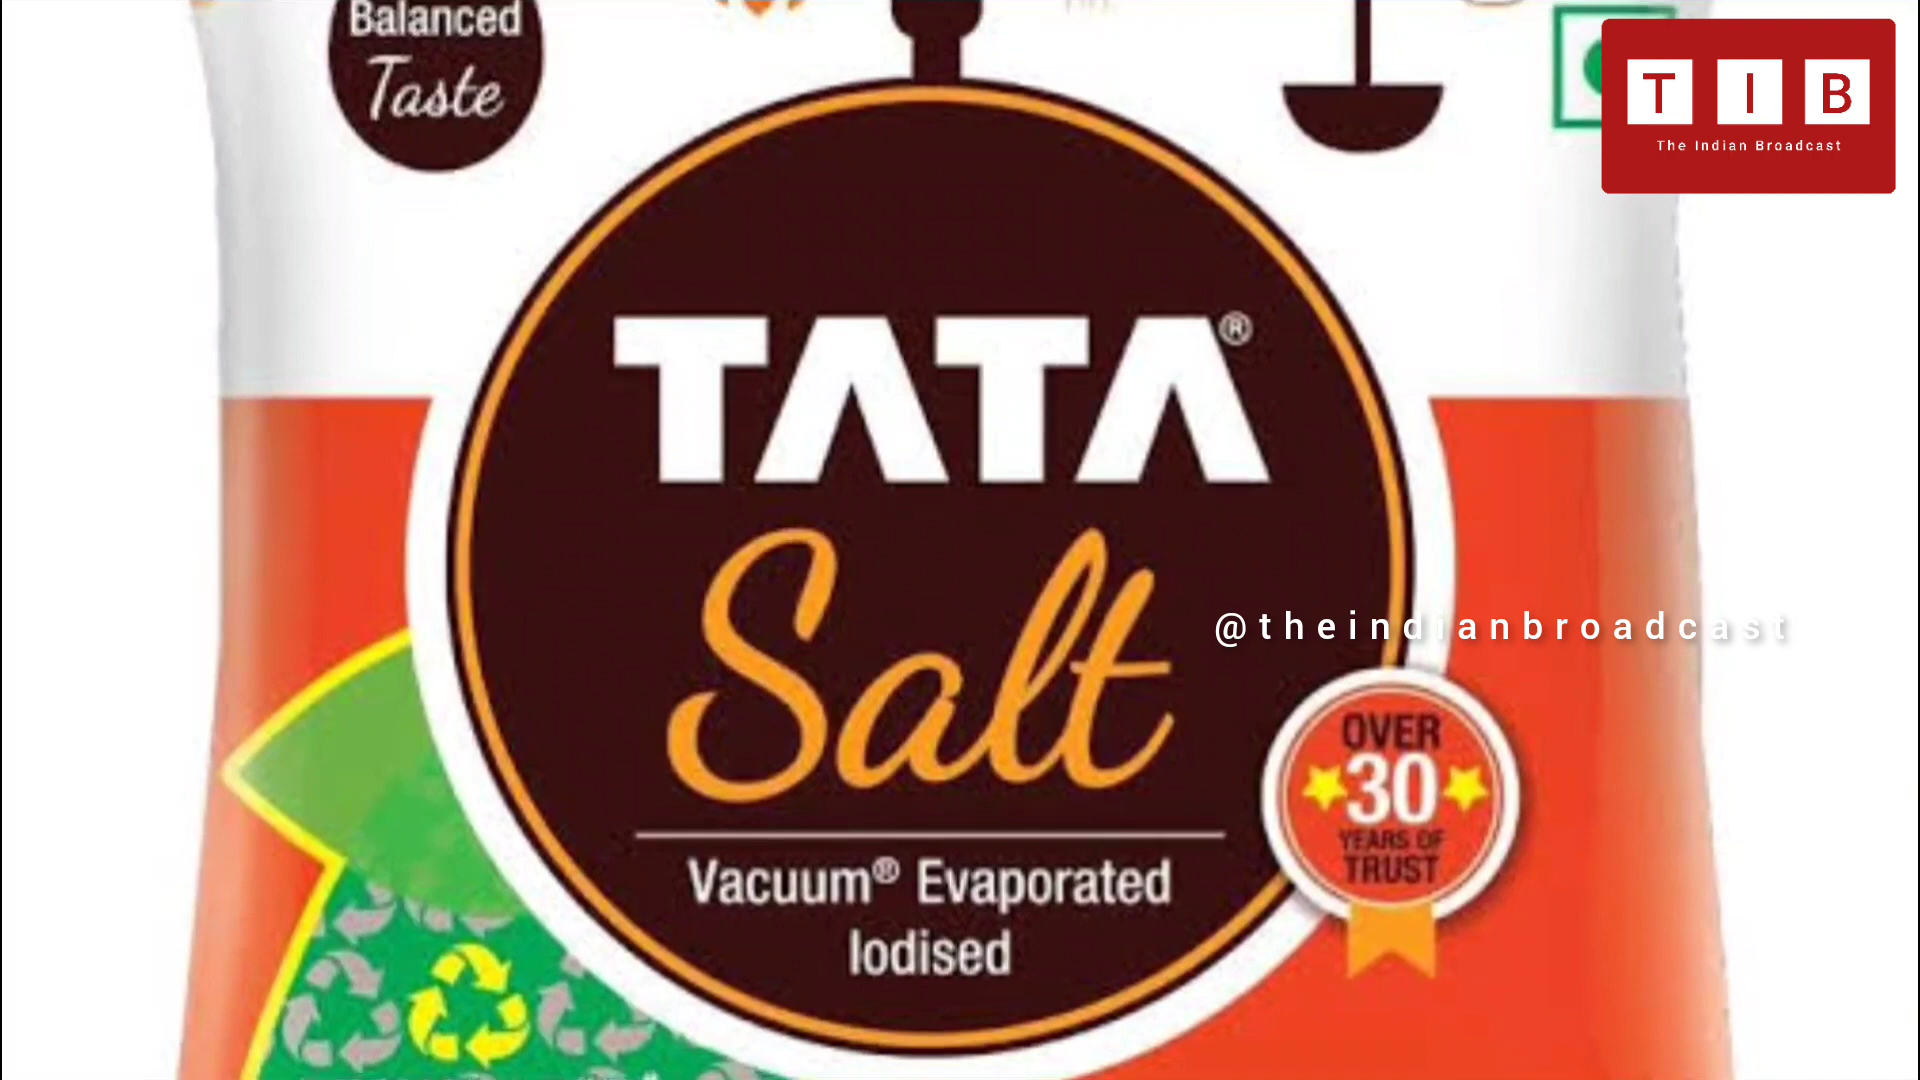 Balanced
Taste
T I B
The Indian Broadcast
TATA®
Salt
@theindianbroadcast
OVER
30
YEARS OF
TRUST
Vacuum® Evaporated
Iodised